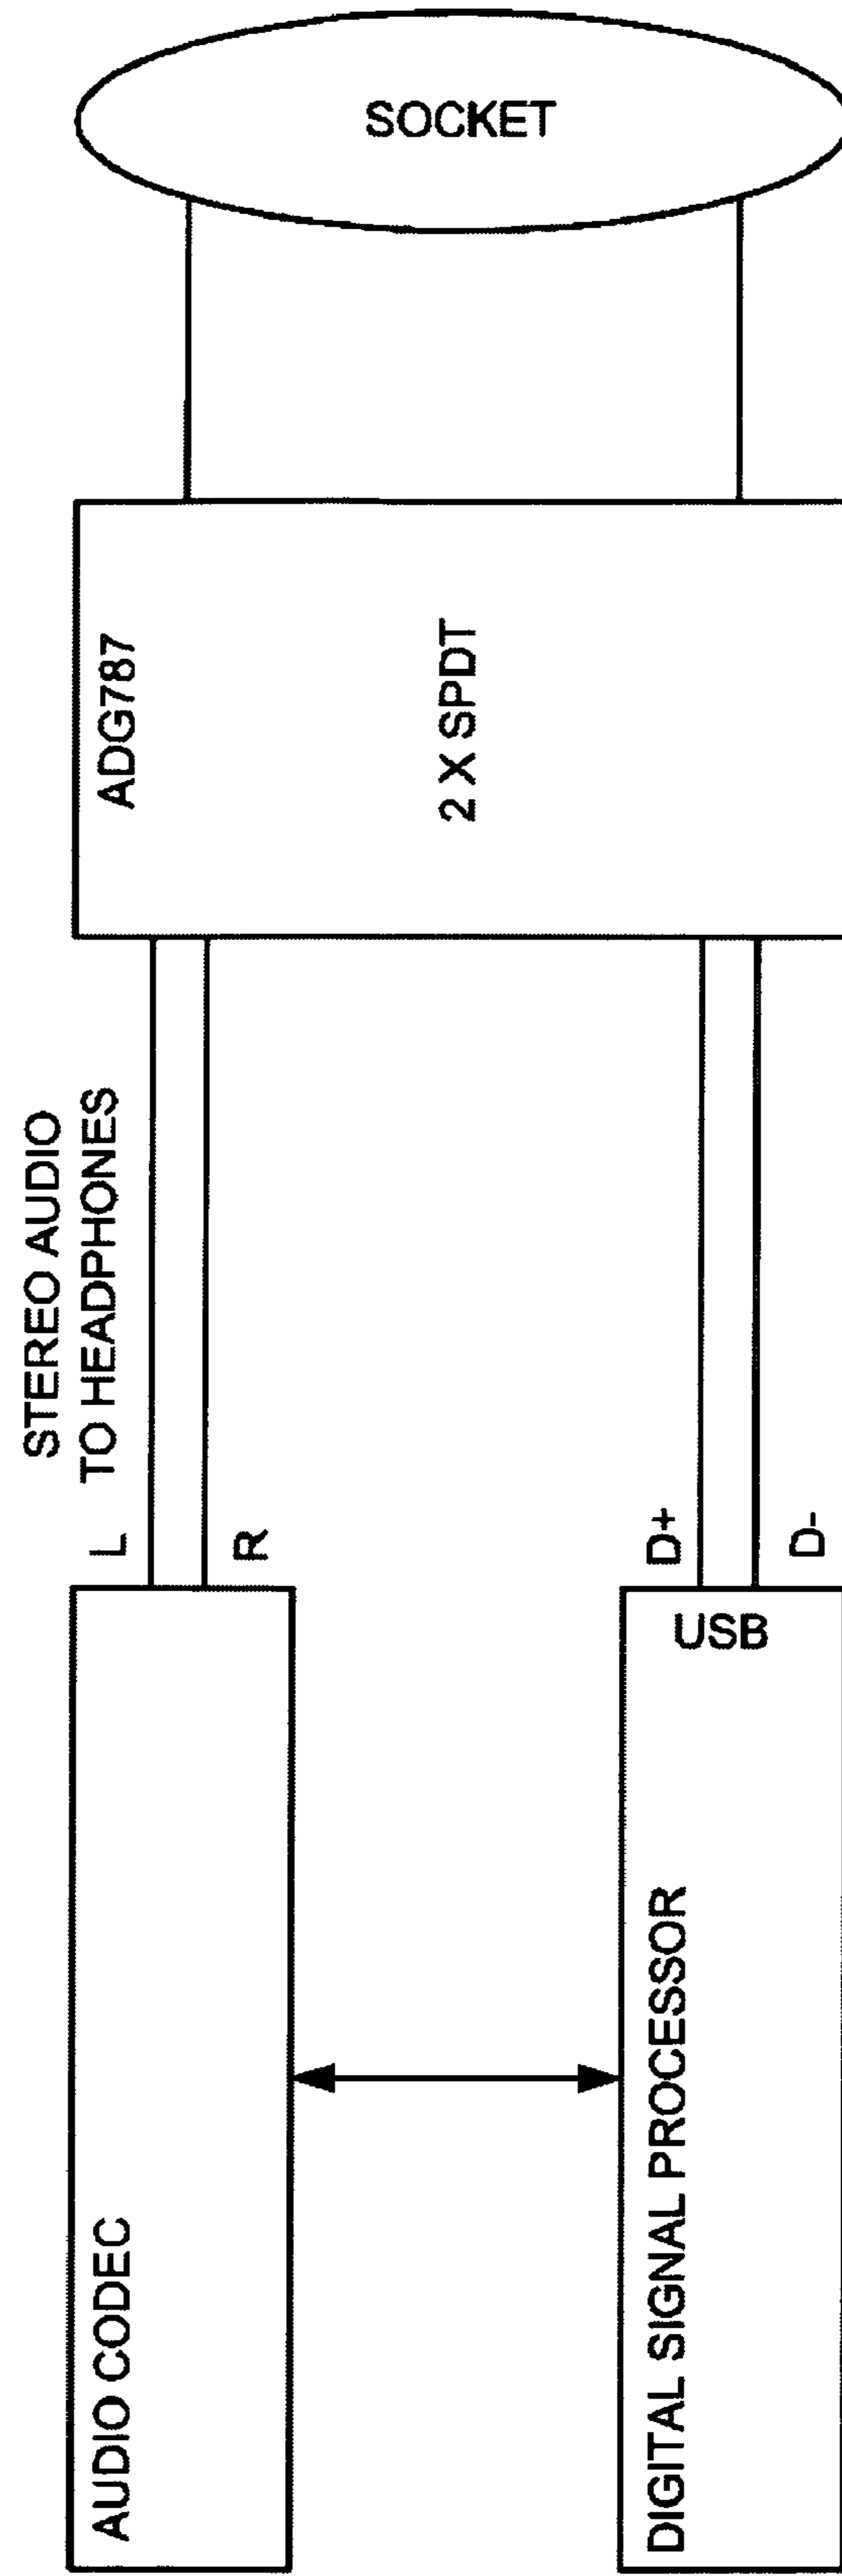 AUDIO CODEC
L
R
STEREO AUDIO
TO HEADPHONES
ADG787
2 X SPDT
SOCKET
DIGITAL SIGNAL PROCESSOR
USB
D+
D-